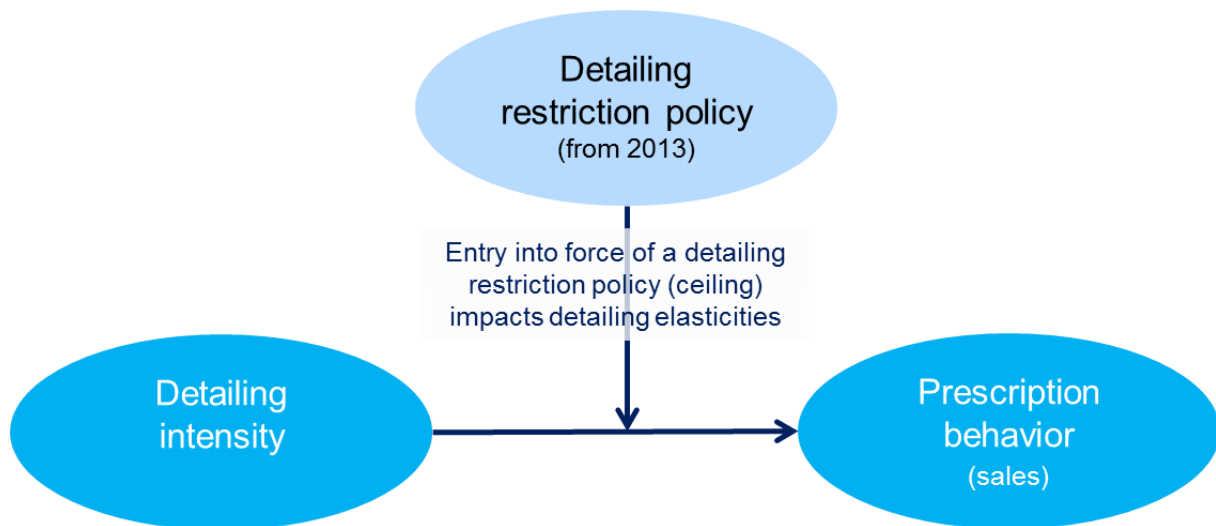 Detailing
restriction policy
(from 2013)
Entry into force of a detailing
restriction policy (ceiling)
impacts detailing elasticities
Detailing
intensity
Prescription
behavior
(sales)